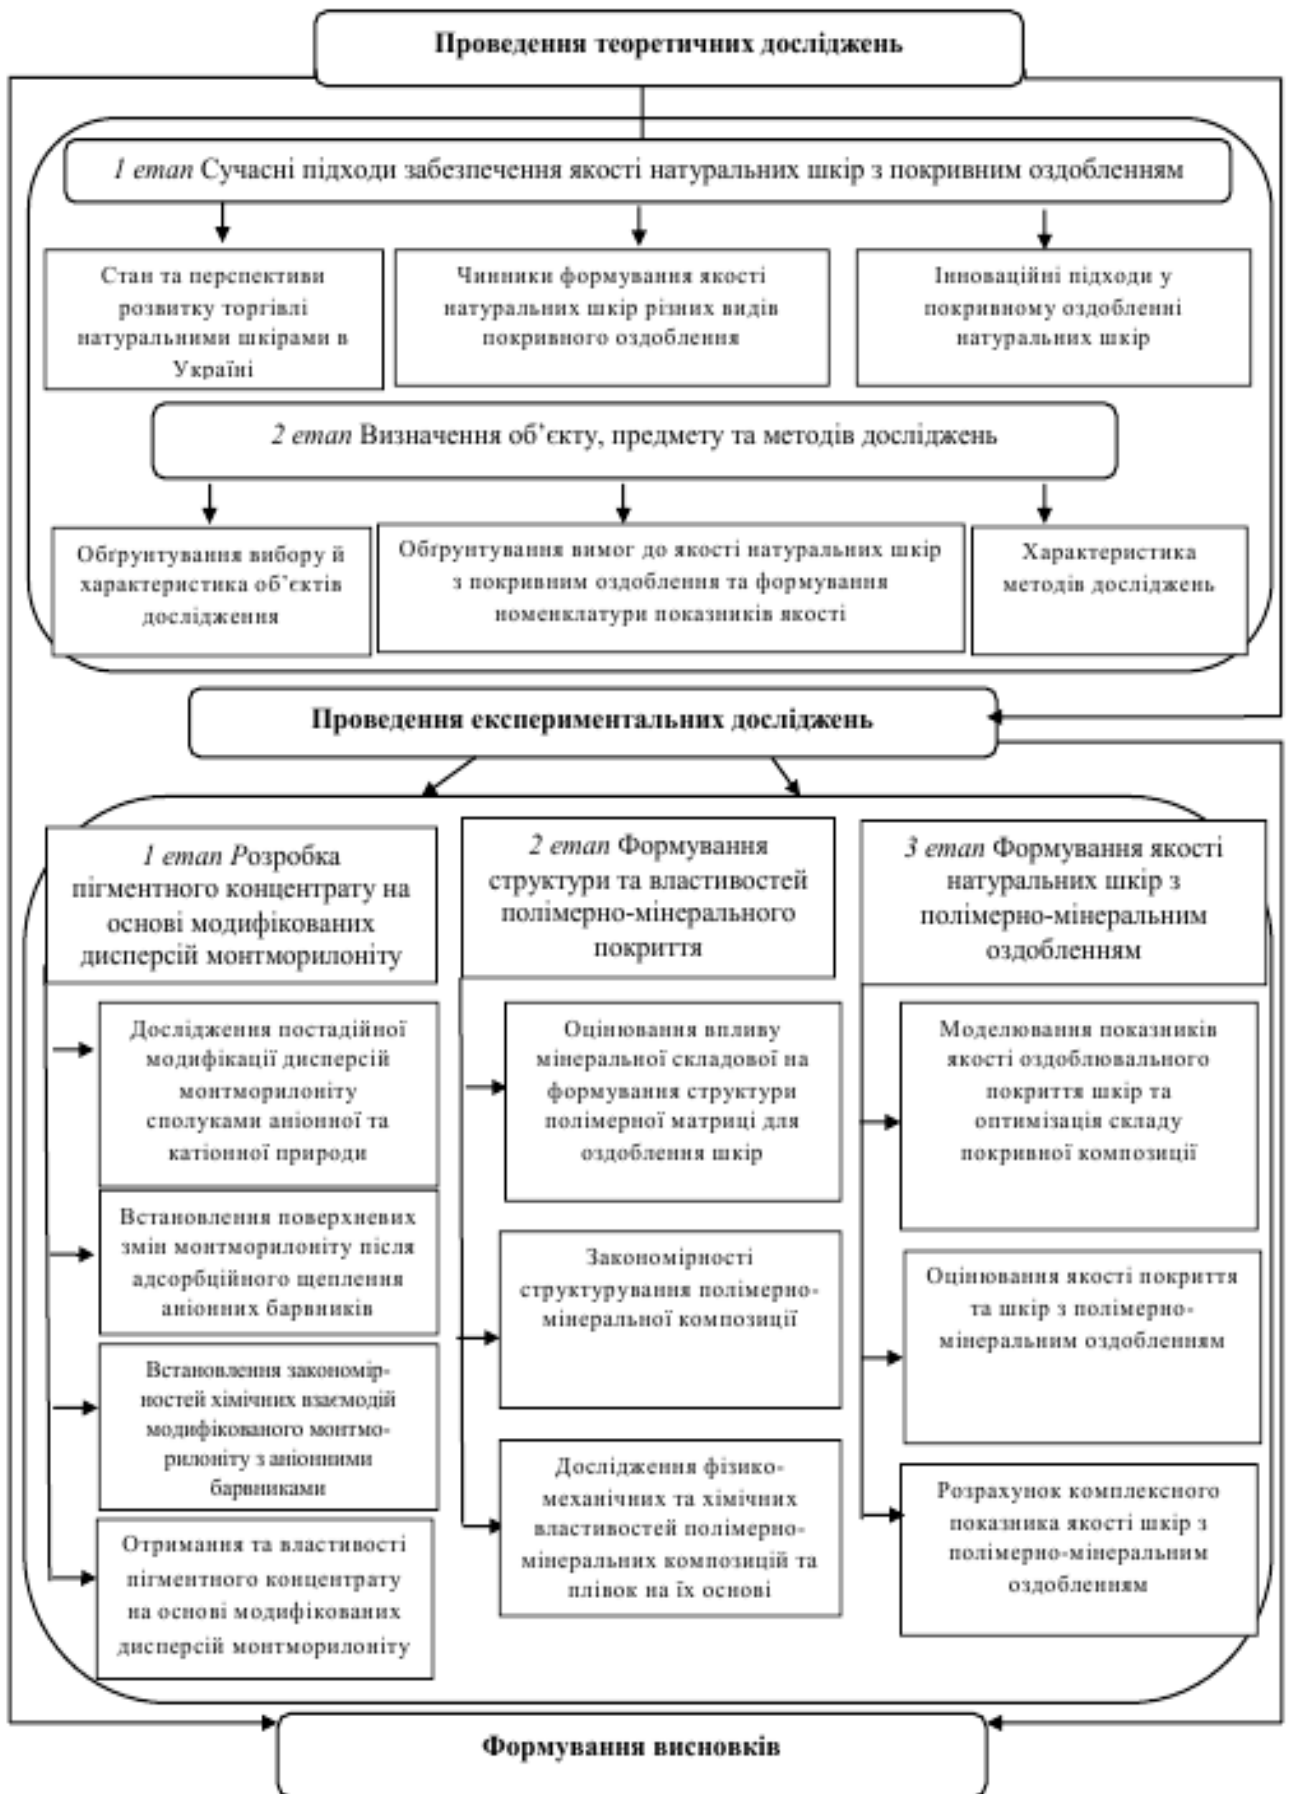 Проведення теоретичних досліджень
1 етап Сучасні підходи забезпечення якості натуральних шкір з покривним оздобленням
Стан та перспективи
розвитку торгівлі
натуральними шкірами в
Україні
Чинники формування якості
натуральних шкір різних видів
покривного оздоблення
Інноваційні підходи у
покривному оздобленні
натуральних шкір
2 етап Визначення об’єкту, предмету та методів досліджень
Обґрунтування вибору й
характеристика об’єктів
дослідження
Обґрунтування вимог до якості натуральних шкір
з покривним оздоблення та формування
номенклатури показників якості
Характеристика
методів досліджень
Проведення експериментальних досліджень
1 етап Розробка
пігментного концентрату на
основі модифікованих
дисперсій монтморилоніту
Дослідження постадійної
модифікації дисперсій
монтморилоніту
сполуками аніонної та
катіонної природи
Встановлення поверхневих
змін монтморилоніту після
адсорбційного щеплення
аніонних барвників
Встановлення закономір-
ностей хімічних взаємодій
модифікованого монтмо-
рилоніту з аніонними
барвниками
Отримання та властивості
пігментного концентрату
на основі модифікованих
дисперсій монтморилоніту
2 етап Формування
структури та властивостей
полімерно-мінерального
покриття
Оцінювання впливу
мінеральної складової на
формування структури
полімерної матриці для
оздоблення шкір
Закономірності
структурування полімерно-
мінеральної композиції
Дослідження фізико-
механічних та хімічних
властивостей полімерно-
мінеральних композицій та
плівок на їх основі
3 етап Формування якості
натуральних шкір з
полімерно-мінеральним
оздобленням
Моделювання показників
якості оздоблювального
покриття шкір та
оптимізація складу
покривної композиції
Оцінювання якості покриття
та шкір з полімерно-
мінеральним оздобленням
Розрахунок комплексного
показника якості шкір з
полімерно-мінеральним
оздобленням
Формування висновків